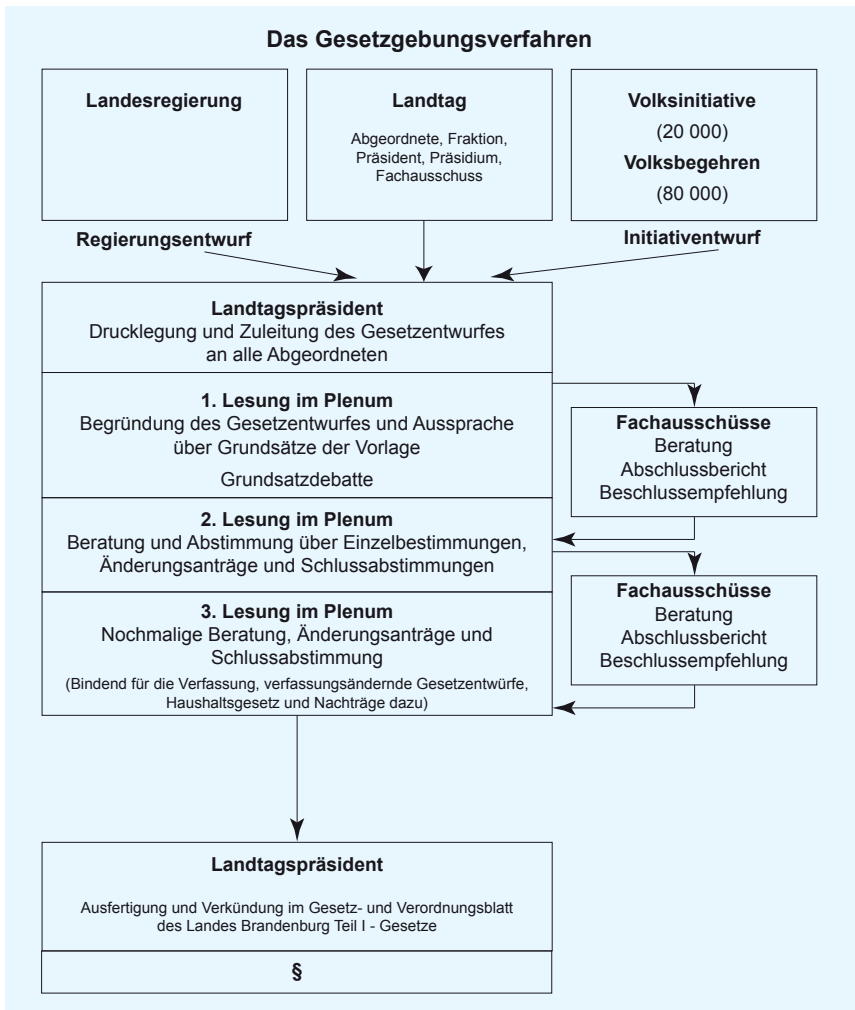 Das Gesetzgebungsverfahren
Landesregierung
Landtag
Abgeordnete, Fraktion,
Präsident, Präsidium,
Fachausschuss
Volksinitiative
(20 000)
Volksbegehren
(80 000)
Regierungsentwurf
Initiativentwurf
Landtagspräsident
Drucklegung und Zuleitung des Gesetzentwurfes
an alle Abgeordneten
1. Lesung im Plenum
Begründung des Gesetzentwurfes und Aussprache
über Grundsätze der Vorlage
Grundsatzdebatte
Fachausschüsse
Beratung
Abschlussbericht
Beschlussempfehlung
2. Lesung im Plenum
Beratung und Abstimmung über Einzelbestimmungen,
Änderungsanträge und Schlussabstimmungen
Fachausschüsse
Beratung
Abschlussbericht
Beschlussempfehlung
3. Lesung im Plenum
Nochmalige Beratung, Änderungsanträge und
Schlussabstimmung
(Bindend für die Verfassung, verfassungsändernde Gesetzentwürfe,
Haushaltsgesetz und Nachträge dazu)
Landtagspräsident
Ausfertigung und Verkündung im Gesetz- und Verordnungsblatt
des Landes Brandenburg Teil I - Gesetze
§